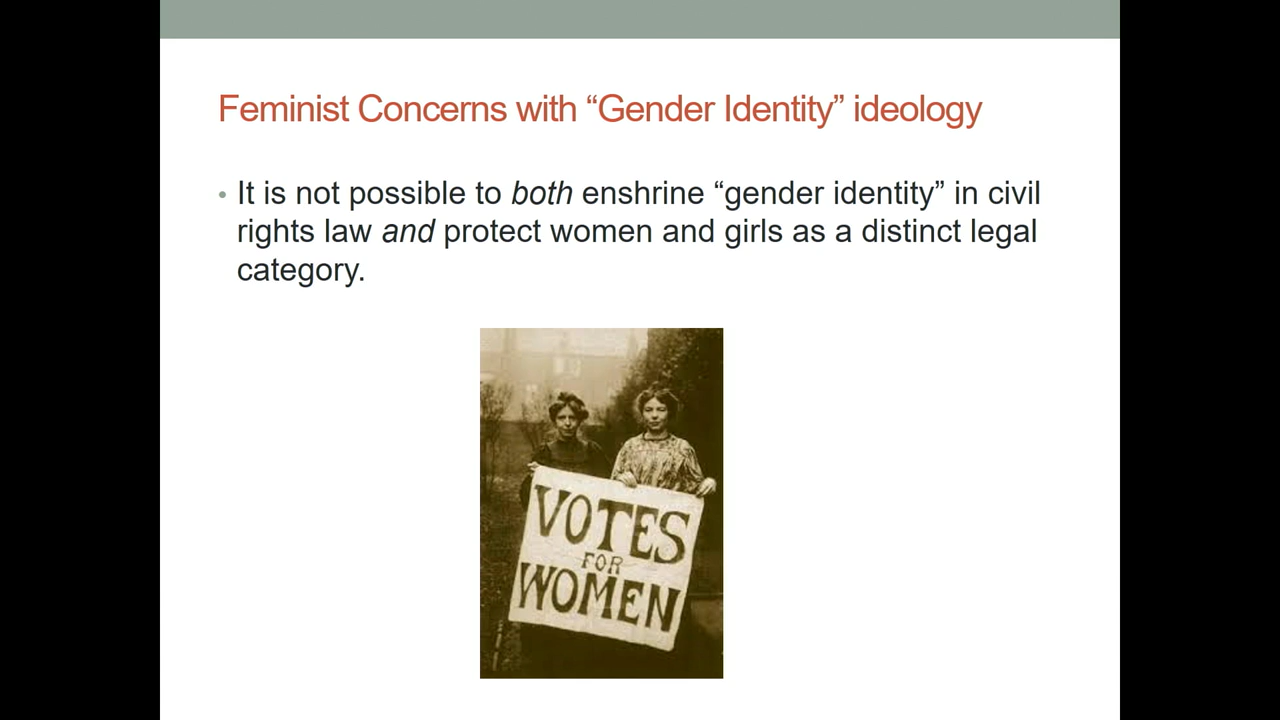 Feminist Concerns with “Gender Identity” ideology
• It is not possible to both enshrine “gender identity” in civil
rights law and protect women and girls as a distinct legal
category.
VOTES
FOR
WOMEN